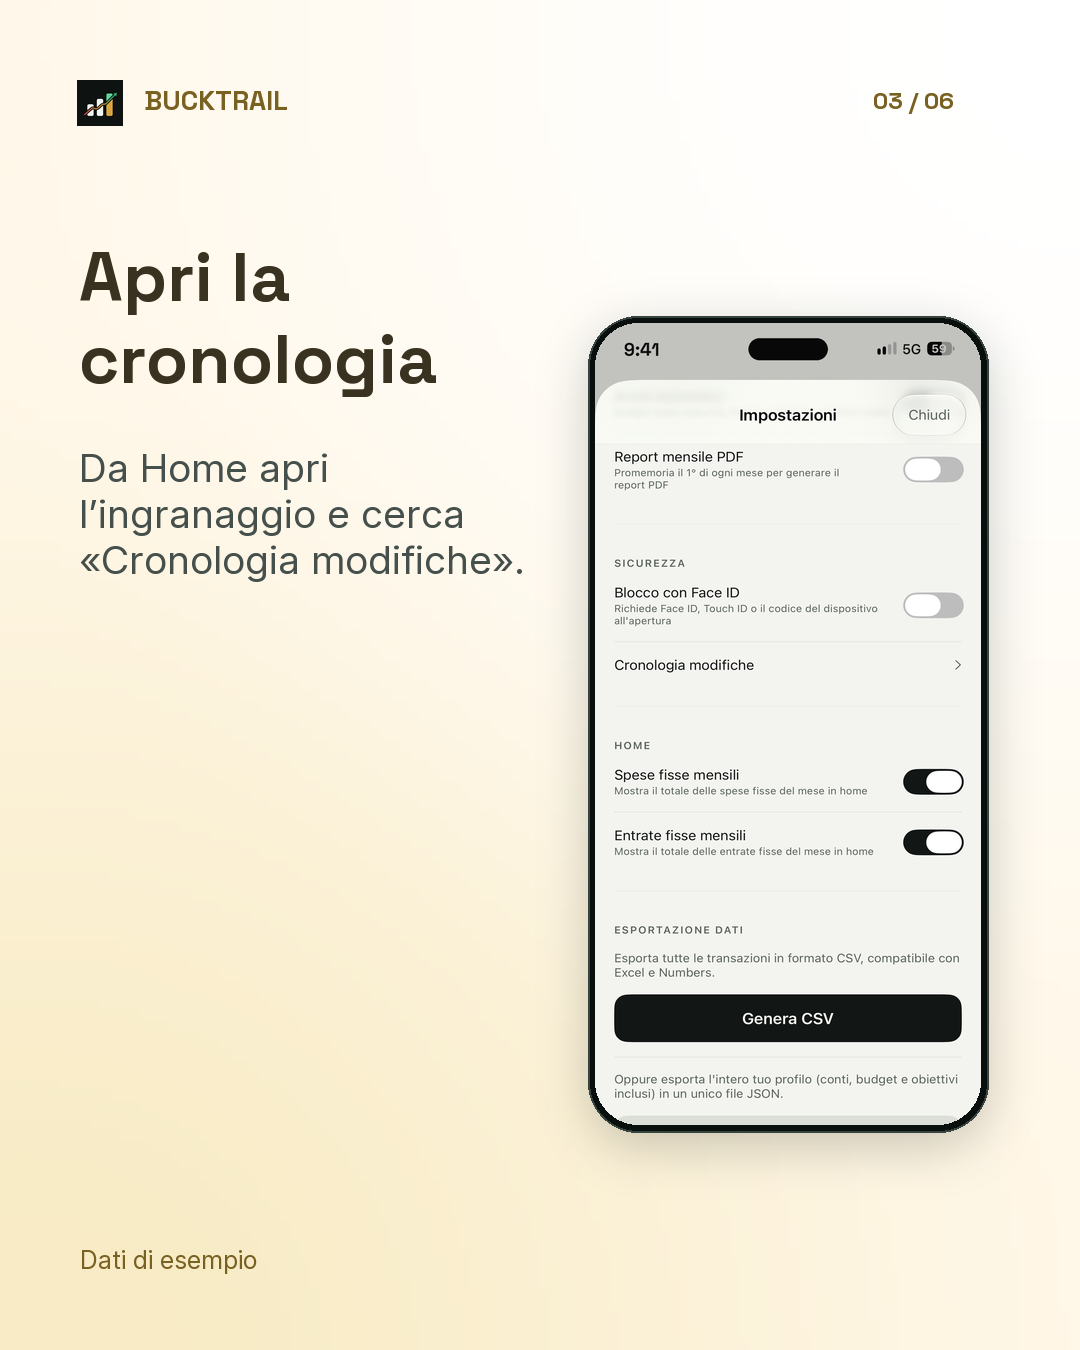 BUCKTRAIL
03 / 06
Apri la
cronologia
Da Home apri
l’ingranaggio e cerca
«Cronologia modifiche».
9:41
5G
59
Impostazioni
Chiudi
Report mensile PDF
Promemoria il 1° di ogni mese per generare il
report PDF
SICUREZZA
Blocco con Face ID
Richiede Face ID, Touch ID o il codice del dispositivo
all'apertura
Cronologia modifiche
HOME
Spese fisse mensili
Mostra il totale delle spese fisse del mese in home
Entrate fisse mensili
Mostra il totale delle entrate fisse del mese in home
ESPORTAZIONE DATI
Esporta tutte le transazioni in formato CSV, compatibile con
Excel e Numbers.
Genera CSV
Oppure esporta l'intero tuo profilo (conti, budget e obiettivi
inclusi) in un unico file JSON.
Dati di esempio